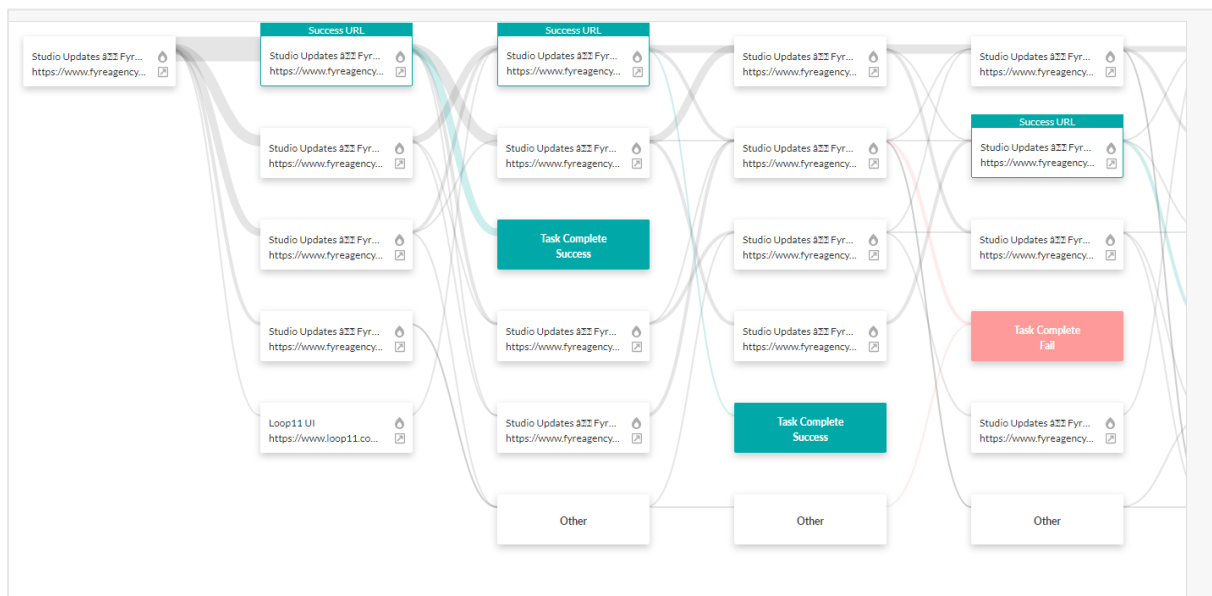 Studio Updates â�� Fyr...
https://www.fyreagency...
Success URL
Studio Updates â�� Fyr...
https://www.fyreagency...
Studio Updates â�� Fyr...
https://www.fyreagency...
Studio Updates â�� Fyr...
https://www.fyreagency...
Studio Updates â�� Fyr...
https://www.fyreagency...
Loop11 UI
https://www.loop11.co...
Success URL
Studio Updates â�� Fyr...
https://www.fyreagency...
Studio Updates â�� Fyr...
https://www.fyreagency...
Task Complete
Success
Studio Updates â�� Fyr...
https://www.fyreagency...
Studio Updates â�� Fyr...
https://www.fyreagency...
Other
Studio Updates â�� Fyr...
https://www.fyreagency...
Studio Updates â�� Fyr...
https://www.fyreagency...
Studio Updates â�� Fyr...
https://www.fyreagency...
Studio Updates â�� Fyr...
https://www.fyreagency...
Task Complete
Success
Other
Studio Updates â�� Fyr...
https://www.fyreagency...
Success URL
Studio Updates â�� Fyr...
https://www.fyreagency...
Studio Updates â�� Fyr...
https://www.fyreagency...
Task Complete
Fail
Studio Updates â�� Fyr...
https://www.fyreagency...
Other